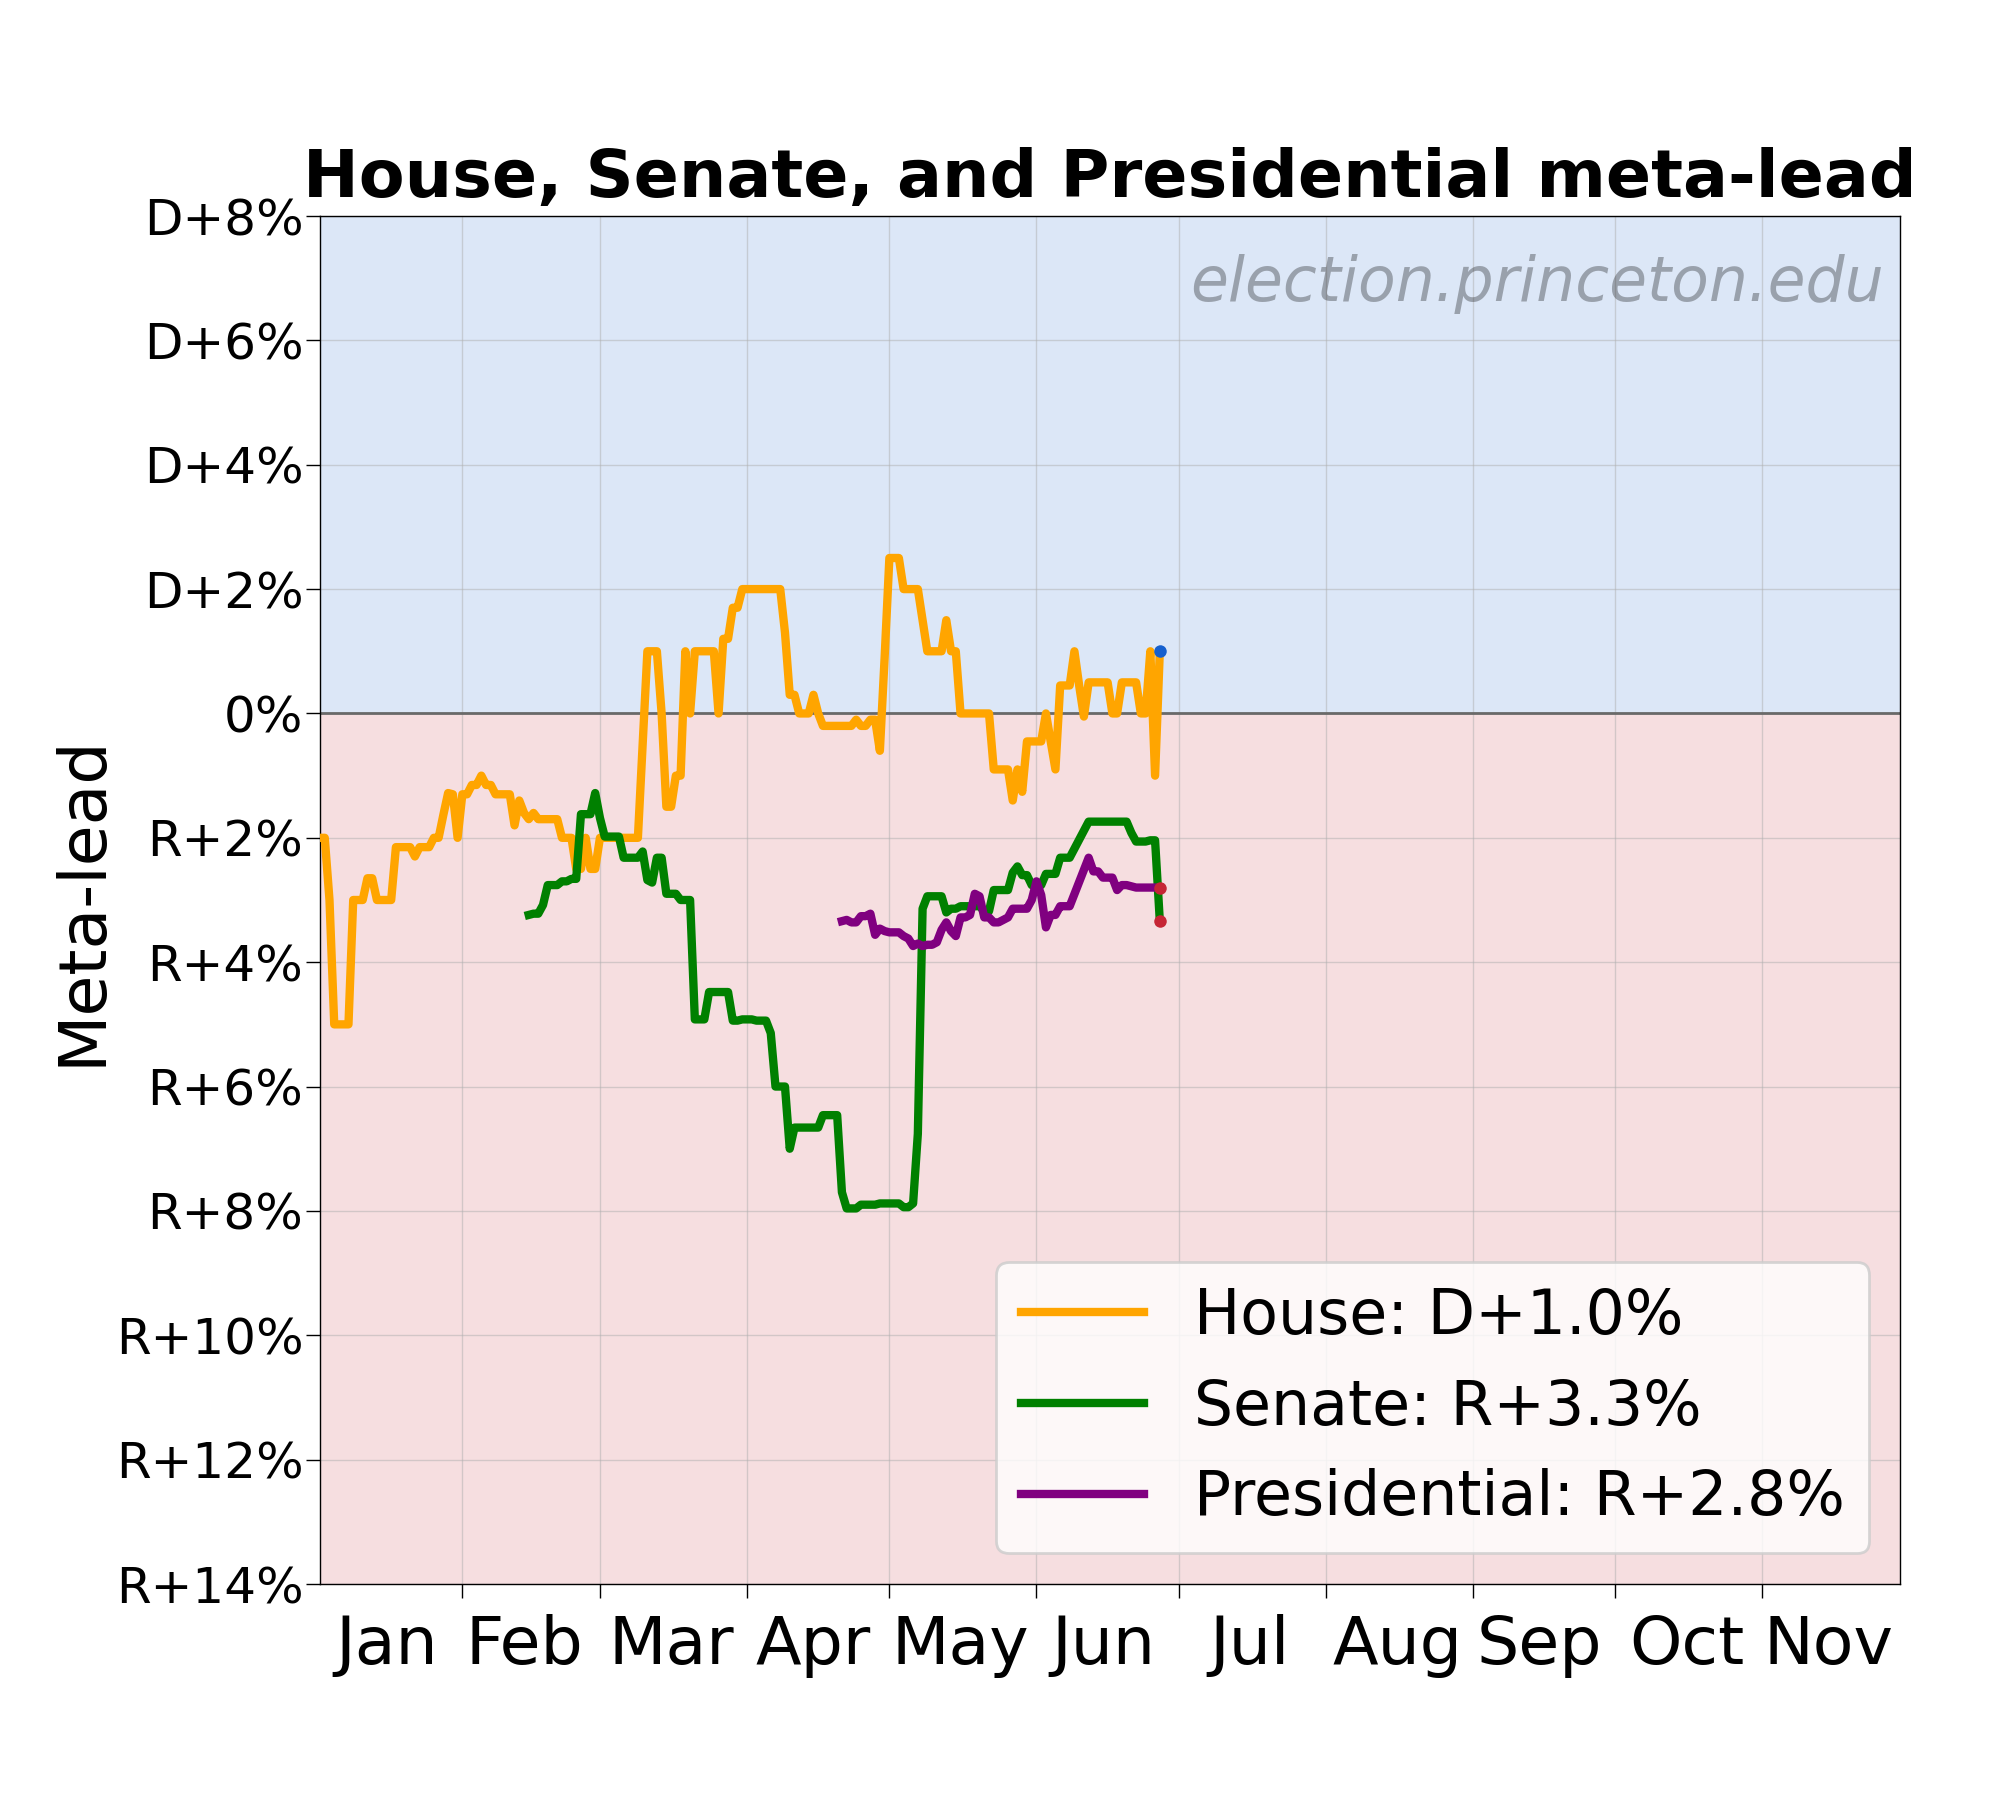 House, Senate, and Presidential meta-lead
election.princeton.edu
Meta-lead
D+8%
D+6%
D+4%
D+2%
0%
R+2%
R+4%
R+6%
R+8%
R+10%
R+12%
R+14%
House: D+1.0%
Senate: R+3.3%
Presidential: R+2.8%
Jan Feb Mar Apr May Jun Jul Aug Sep Oct Nov